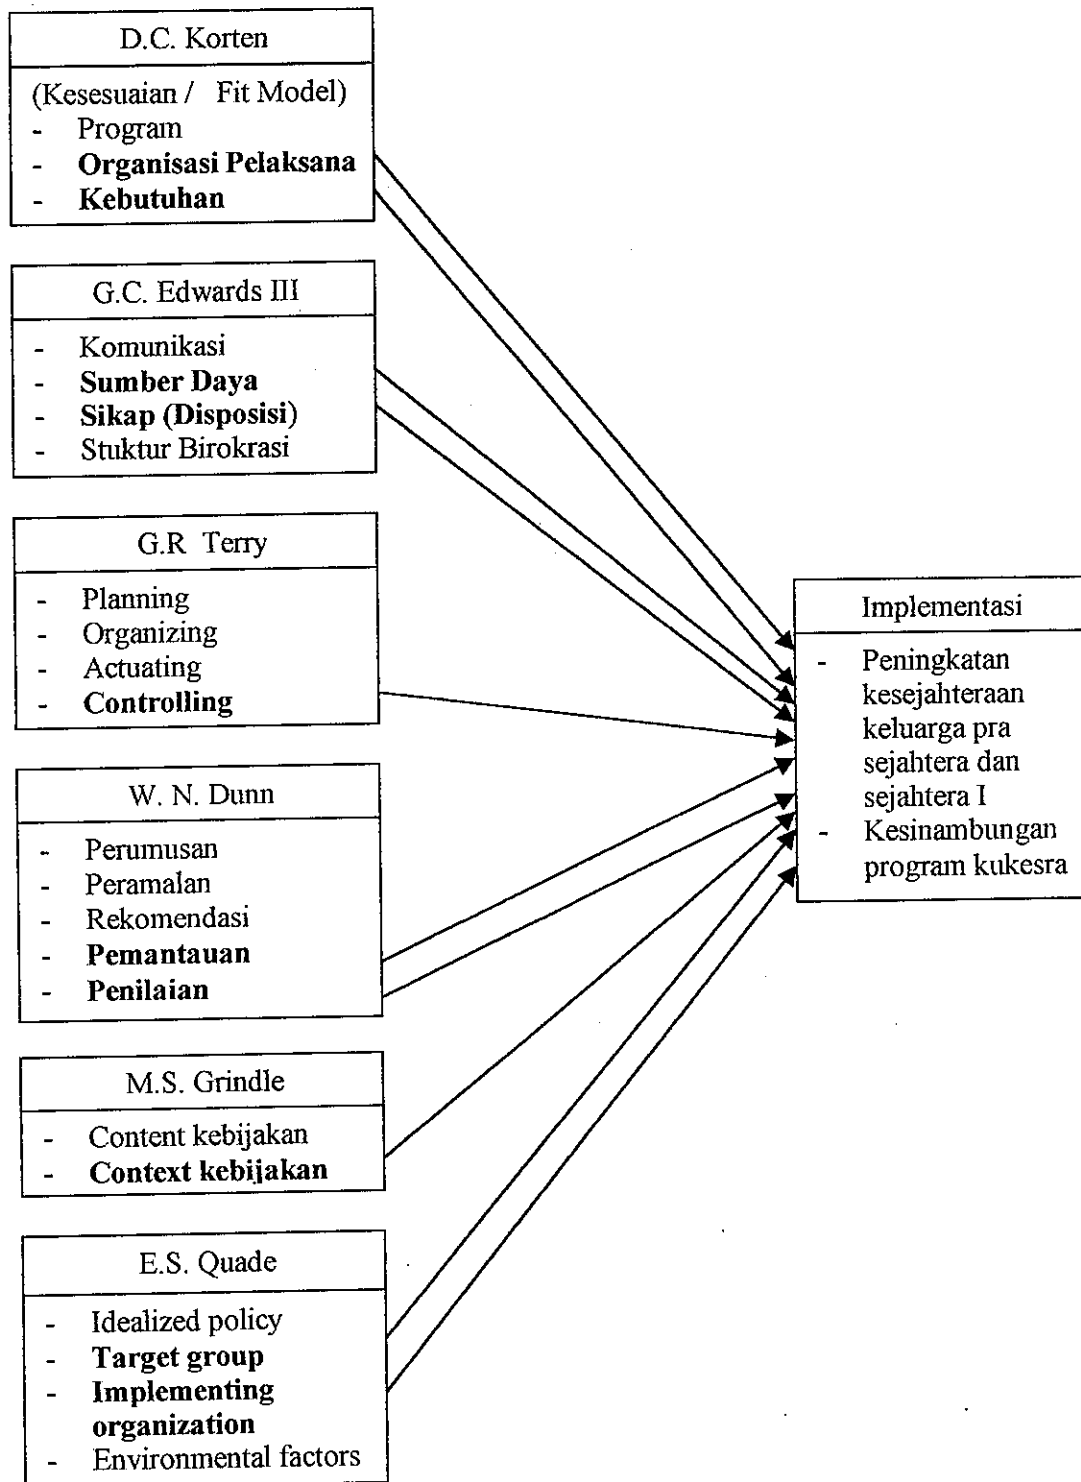 D.C. Korten
(Kesesuaian / Fit Model)
- Program
- Organisasi Pelaksana
- Kebutuhan
G.C. Edwards III
- Komunikasi
- Sumber Daya
- Sikap (Disposisi)
- Stuktur Birokrasi
G.R Terry
- Planning
- Organizing
- Actuating
- Controlling
W. N. Dunn
- Perumusan
- Peramalan
- Rekomendasi
- Pemantauan
- Penilaian
M.S. Grindle
- Content kebijakan
- Context kebijakan
E.S. Quade
- Idealized policy
- Target group
- Implementing
organization
- Environmental factors
Implementasi
- Peningkatan
kesejahteraan
keluarga pra
sejahtera dan
sejahtera I
- Kesinambungan
program kukesra